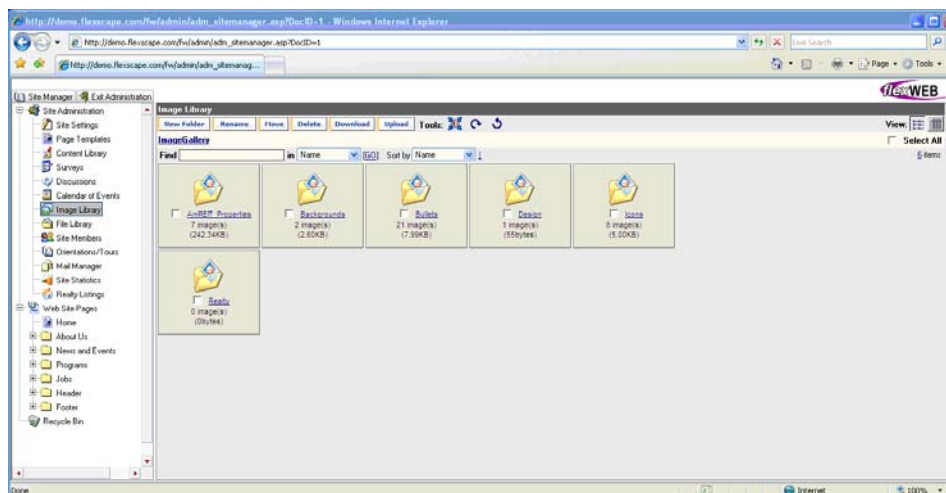 http://demo.flexscape.com/fw/admin/adm_sitemanager.asp?DocID=1 - Windows Internet Explorer
http://demo.flexscape.com/fw/admin/adm_sitemanager.asp?DocID=1
Live Search
http://demo.flexscape.com/fw/admin/adm_sitemanag...
Page
Tools
flexWEB
Site Manager
Exit Administration
Site Administration
Site Settings
Page Templates
Content Library
Surveys
Discussions
Calendar of Events
Image Library
File Library
Site Members
Orientations/Tours
Mail Manager
Site Statistics
Realty Listings
Web Site Pages
Home
About Us
News and Events
Programs
Jobs
Header
Footer
Recycle Bin
Image Library
New Folder Rename Move Delete Download Upload Tools: View:
ImageGallery Select All
Find in Name [GO] Sort by Name 6 items
AmREIT_Properties
7 image(s)
(242.34KB)
Backgrounds
2 image(s)
(2.60KB)
Bullets
21 image(s)
(7.99KB)
Design
1 image(s)
(55bytes)
Icons
image(s)
(5.00KB)
Realty
0 image(s)
(0bytes)
Done Internet 100%